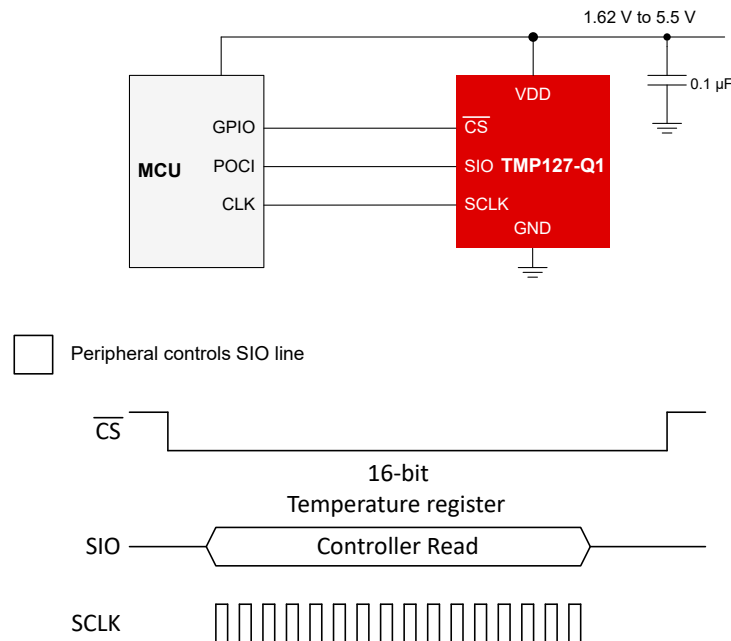 1.62 V to 5.5 V
0.1 µF
VDD
GPIO
CS
MCU
POCI
SIO
TMP127-Q1
CLK
SCLK
GND
Peripheral controls SIO line
CS
16-bit
Temperature register
SIO
Controller Read
SCLK